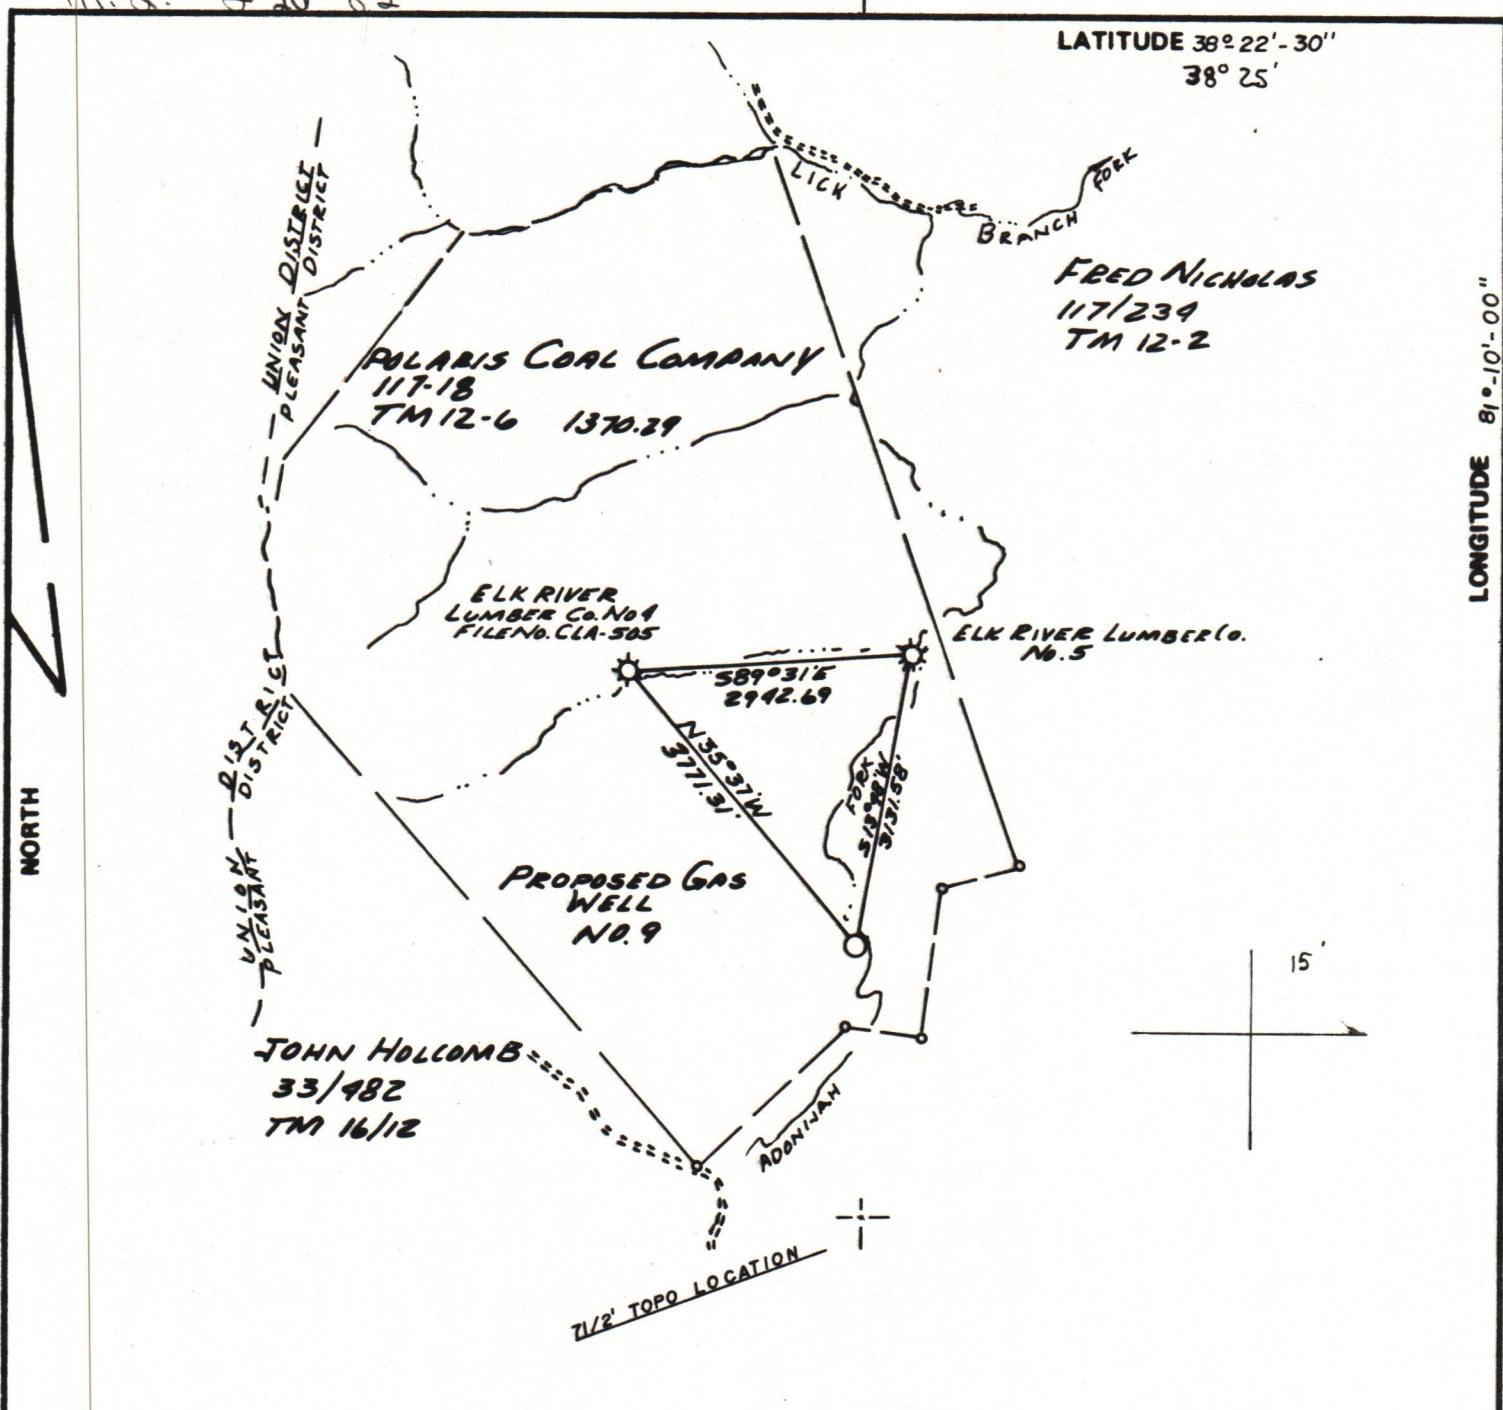 LATITUDE 38°22'-30"
38° 25'
LICK
BRANCH
FORK
UNION DISTRICT
PLEASANT DISTRICT
FRED NICHOLAS
117/234
TM 12-2
LONGITUDE 81°-10'-00"
POLARIS COAL COMPANY
117-18
TM 12-6 1370.29
ELK RIVER
LUMBER CO. NO 4
FILE NO. CLA-505
ELK RIVER LUMBER CO.
No. 5
S89°31'E
2942.69
N35°37'W
3771.31'
FORK
S13°48'W
3131.58'
UNION DISTRICT
PLEASANT DISTRICT
NORTH
PROPOSED GAS
WELL
NO. 9
15'
JOHN HOLCOMB
33/482
TM 16/12
ADONIJAH
7 1/2' TOPO LOCATION